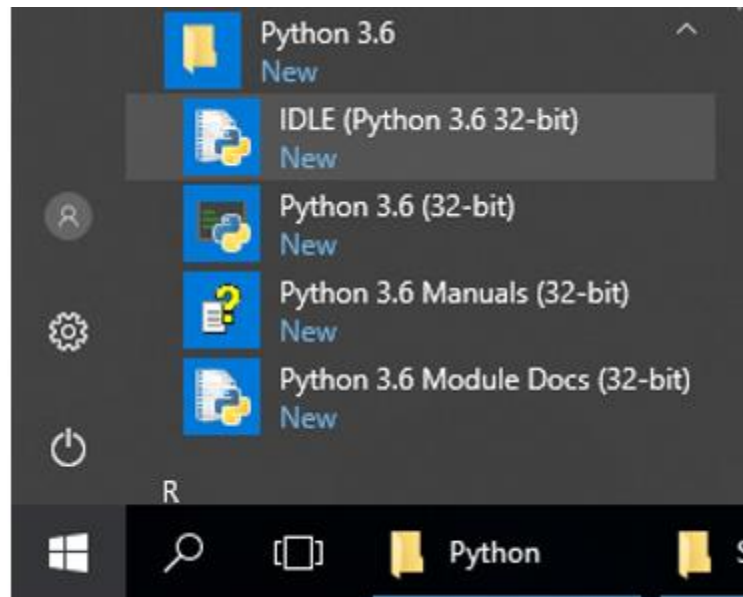 Python 3.6
New
IDLE (Python 3.6 32-bit)
New
Python 3.6 (32-bit)
New
Python 3.6 Manuals (32-bit)
New
Python 3.6 Module Docs (32-bit)
New
R
Python